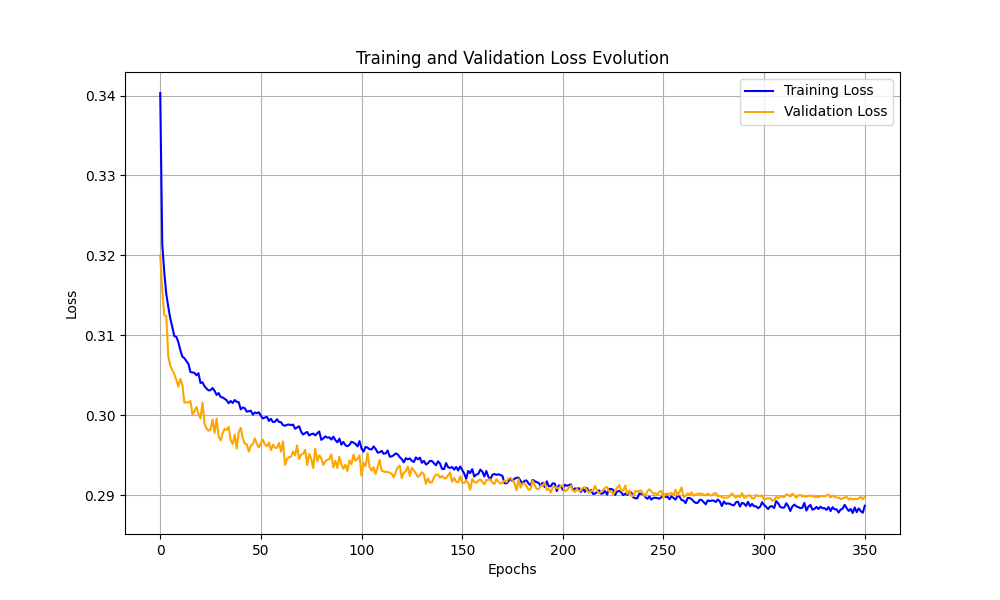 Training and Validation Loss Evolution
Training Loss
Validation Loss
0.34
0.33
0.32
0.31
0.30
0.29
Loss
0 50 100 150 200 250 300 350
Epochs